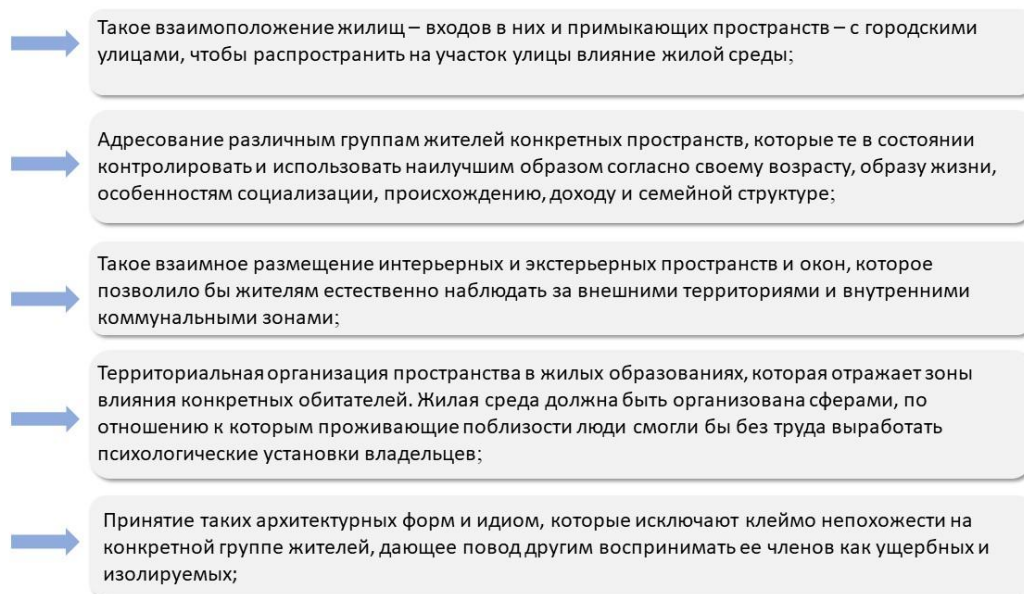 Такое взаимоположение жилищ – входов в них и примыкающих пространств – с городскими
улицами, чтобы распространить на участок улицы влияние жилой среды;
Адресование различным группам жителей конкретных пространств, которые те в состоянии
контролировать и использовать наилучшим образом согласно своему возрасту, образу жизни,
особенностям социализации, происхождению, доходу и семейной структуре;
Такое взаимное размещение интерьерных и экстерьерных пространств и окон, которое
позволило бы жителям естественно наблюдать за внешними территориями и внутренними
коммунальными зонами;
Территориальная организация пространства в жилых образованиях, которая отражает зоны
влияния конкретных обитателей. Жилая среда должна быть организована сферами, по
отношению к которым проживающие поблизости люди смогли бы без труда выработать
психологические установки владельцев;
Принятие таких архитектурных форм и идиом, которые исключают клеймо непохожести на
конкретной группе жителей, дающее повод другим воспринимать ее членов как ущербных и
изолируемых;